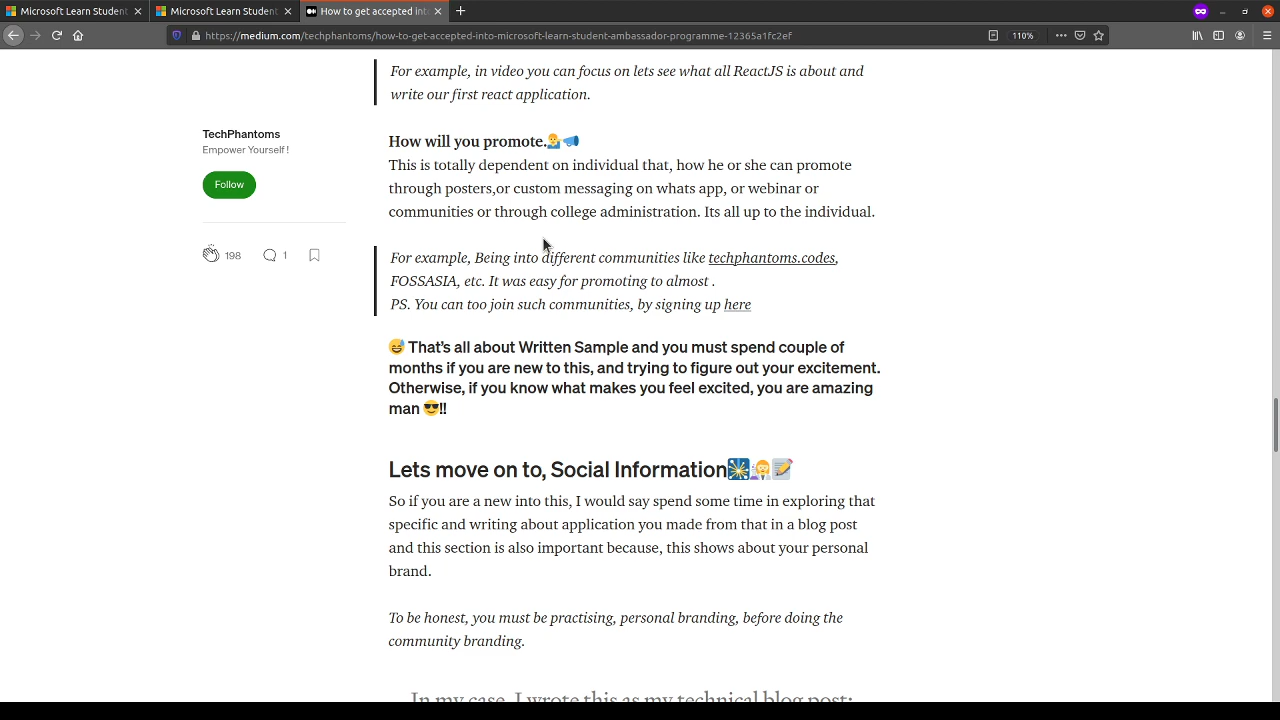 Microsoft Learn Student
Microsoft Learn Student
How to get accepted int
https://medium.com/techphantoms/how-to-get-accepted-into-microsoft-learn-student-ambassador-programme-12365a1fc2ef
110%
For example, in video you can focus on lets see what all ReactJS is about and
write our first react application.
TechPhantoms
Empower Yourself !
Follow
198
1
How will you promote.💁‍♂️📣
This is totally dependent on individual that, how he or she can promote
through posters,or custom messaging on whats app, or webinar or
communities or through college administration. Its all up to the individual.
For example, Being into different communities like techphantoms.codes,
FOSSASIA, etc. It was easy for promoting to almost .
PS. You can too join such communities, by signing up here
😅 That’s all about Written Sample and you must spend couple of
months if you are new to this, and trying to figure out your excitement.
Otherwise, if you know what makes you feel excited, you are amazing
man 😎!!
Lets move on to, Social Information🎆👩‍🔬📝
So if you are a new into this, I would say spend some time in exploring that
specific and writing about application you made from that in a blog post
and this section is also important because, this shows about your personal
brand.
To be honest, you must be practising, personal branding, before doing the
community branding.
In my case, I wrote this as my technical blog post: